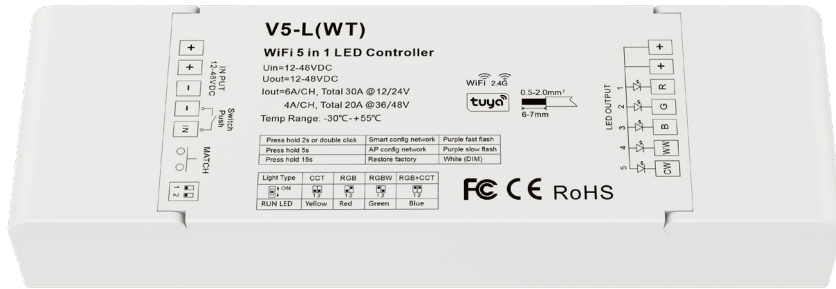 V5-L(WT)
WiFi 5 in 1 LED Controller
Uin=12-48VDC
Uout=12-48VDC
Iout=6A/CH, Total 30A @12/24V
4A/CH, Total 20A @36/48V
Temp Range: -30℃-+55℃
Press hold 2s or double click Smart config network Purple fast flash
Press hold 5s AP config network Purple slow flash
Press hold 15s Restore factory White (DIM)
Light Type CCT RGB RGBW RGB+CCT
ON
1 2 1 2 1 2 1 2
RUN LED Yellow Red Green Blue
+
+
−
−
IN
INPUT
12-48VDC
Push
Switch
MATCH
1
2
WiFi 2.4G
tuya
0.5-2.0mm²
6-7mm
FC CE RoHS
LED OUTPUT
+
+
1 R
2 G
3 B
4 WW
5 CW